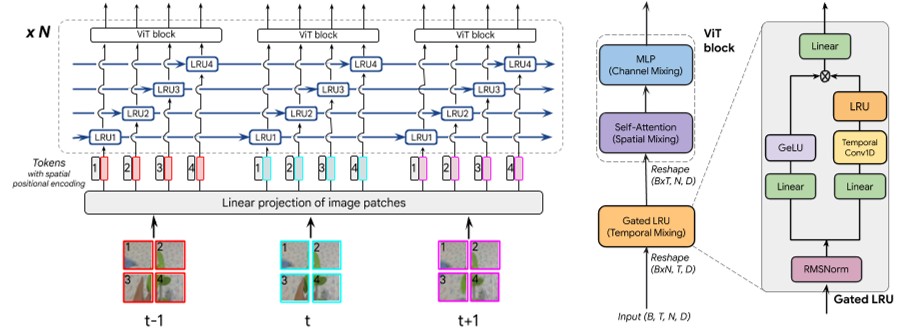 x N
ViT block
ViT block
ViT block
LRU4
LRU4
LRU4
LRU3
LRU3
LRU3
LRU2
LRU2
LRU2
LRU1
LRU1
LRU1
Tokens
with spatial
positional encoding
1 2 3 4
1 2 3 4
1 2 3 4
Linear projection of image patches
1 2
3 4
1 2
3 4
1 2
3 4
t-1
t
t+1
ViT
block
MLP
(Channel Mixing)
Self-Attention
(Spatial Mixing)
Reshape
(BxT, N, D)
Gated LRU
(Temporal Mixing)
Reshape
(BxN, T, D)
Input (B, T, N, D)
Linear
LRU
GeLU
Temporal
Conv1D
Linear
Linear
RMSNorm
Gated LRU